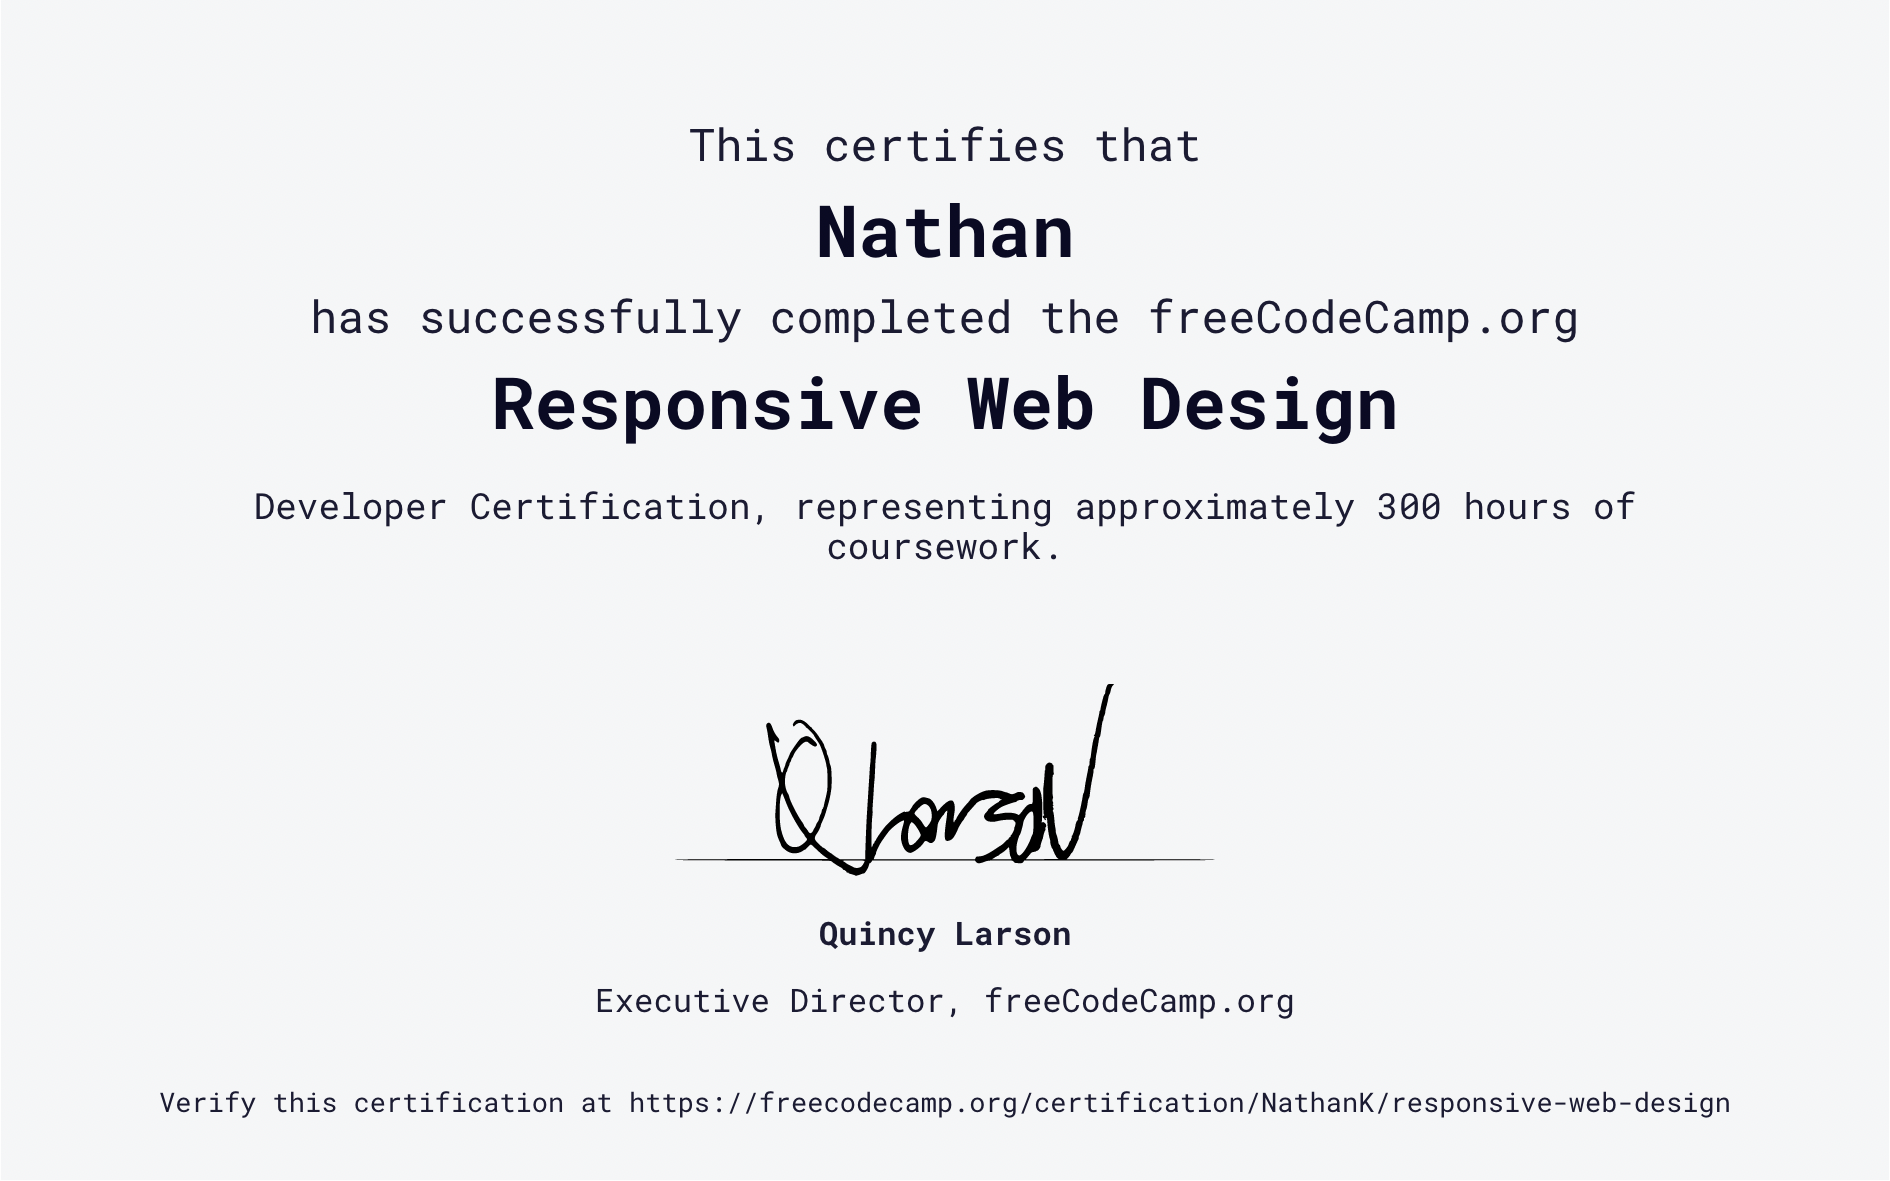 This certifies that
Nathan
has successfully completed the freeCodeCamp.org
Responsive Web Design
Developer Certification, representing approximately 300 hours of
coursework.
Q Larson
Quincy Larson
Executive Director, freeCodeCamp.org
Verify this certification at https://freecodecamp.org/certification/NathanK/responsive-web-design